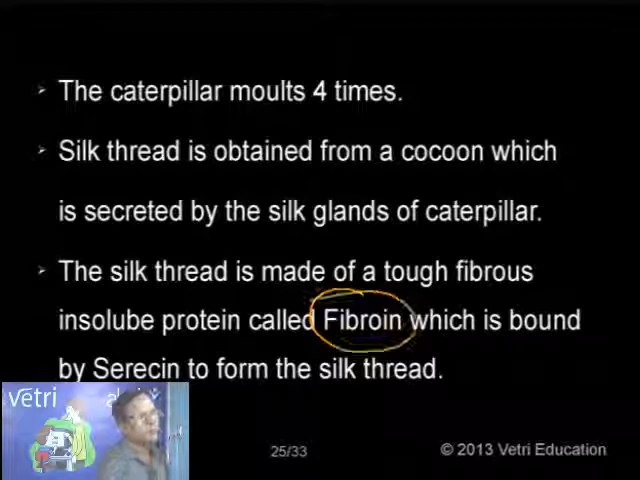 The caterpillar moults 4 times.
Silk thread is obtained from a cocoon which
is secreted by the silk glands of caterpillar.
The silk thread is made of a tough fibrous
insolube protein called Fibroin which is bound
by Serecin to form the silk thread.
vetri
25/33
© 2013 Vetri Education